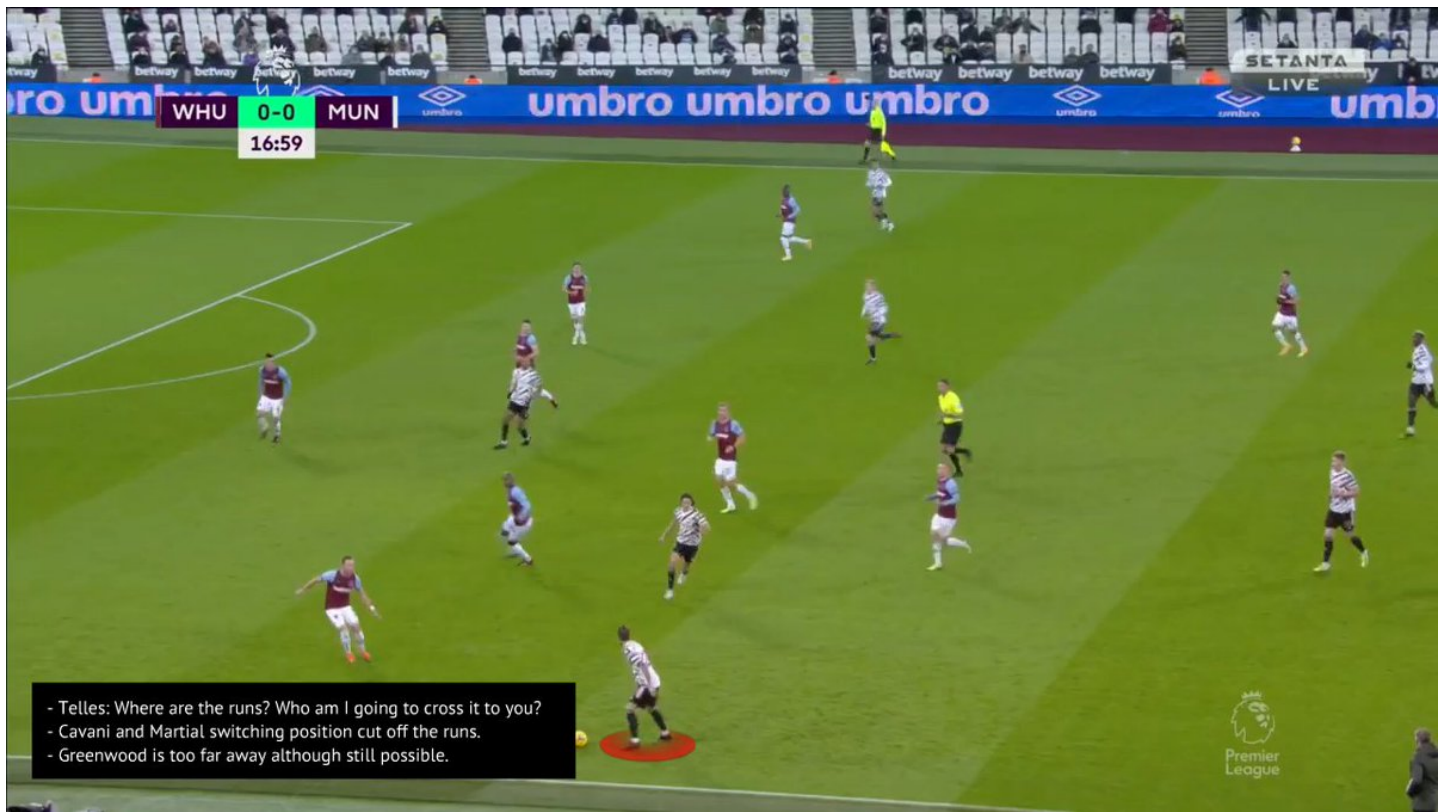 betway betway betway betway betway betway betway betway betway betway betway betway betway betway betway
SETANTA
LIVE
bro umbro umbro umbro umbro umbro umbro umb
WHU 0-0 MUN
16:59
- Telles: Where are the runs? Who am I going to cross it to you?
- Cavani and Martial switching position cut off the runs.
- Greenwood is too far away although still possible.
Premier
League